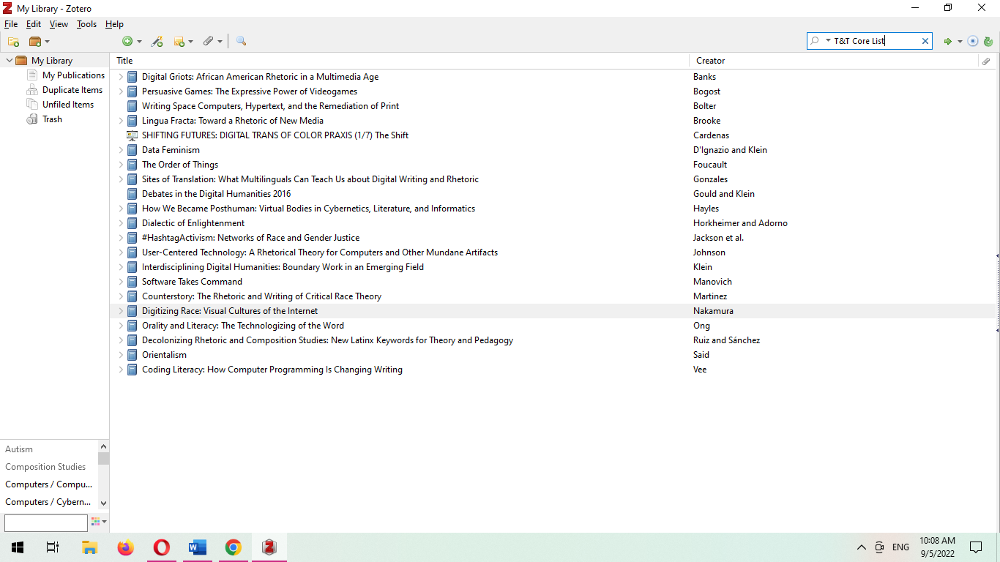 My Library - Zotero
File Edit View Tools Help
T&T Core List
My Library
My Publications
Duplicate Items
Unfiled Items
Trash
Title Creator
Digital Griots: African American Rhetoric in a Multimedia Age Banks
Persuasive Games: The Expressive Power of Videogames Bogost
Writing Space Computers, Hypertext, and the Remediation of Print Bolter
Lingua Fracta: Toward a Rhetoric of New Media Brooke
SHIFTING FUTURES: DIGITAL TRANS OF COLOR PRAXIS (1/7) The Shift Cardenas
Data Feminism D'Ignazio and Klein
The Order of Things Foucault
Sites of Translation: What Multilinguals Can Teach Us about Digital Writing and Rhetoric Gonzales
Debates in the Digital Humanities 2016 Gould and Klein
How We Became Posthuman: Virtual Bodies in Cybernetics, Literature, and Informatics Hayles
Dialectic of Enlightenment Horkheimer and Adorno
#HashtagActivism: Networks of Race and Gender Justice Jackson et al.
User-Centered Technology: A Rhetorical Theory for Computers and Other Mundane Artifacts Johnson
Interdisciplining Digital Humanities: Boundary Work in an Emerging Field Klein
Software Takes Command Manovich
Counterstory: The Rhetoric and Writing of Critical Race Theory Martinez
Digitizing Race: Visual Cultures of the Internet Nakamura
Orality and Literacy: The Technologizing of the Word Ong
Decolonizing Rhetoric and Composition Studies: New Latinx Keywords for Theory and Pedagogy Ruiz and Sánchez
Orientalism Said
Coding Literacy: How Computer Programming Is Changing Writing Vee
Autism
Composition Studies
Computers / Compu...
Computers / Cybern...
ENG
10:08 AM
9/5/2022